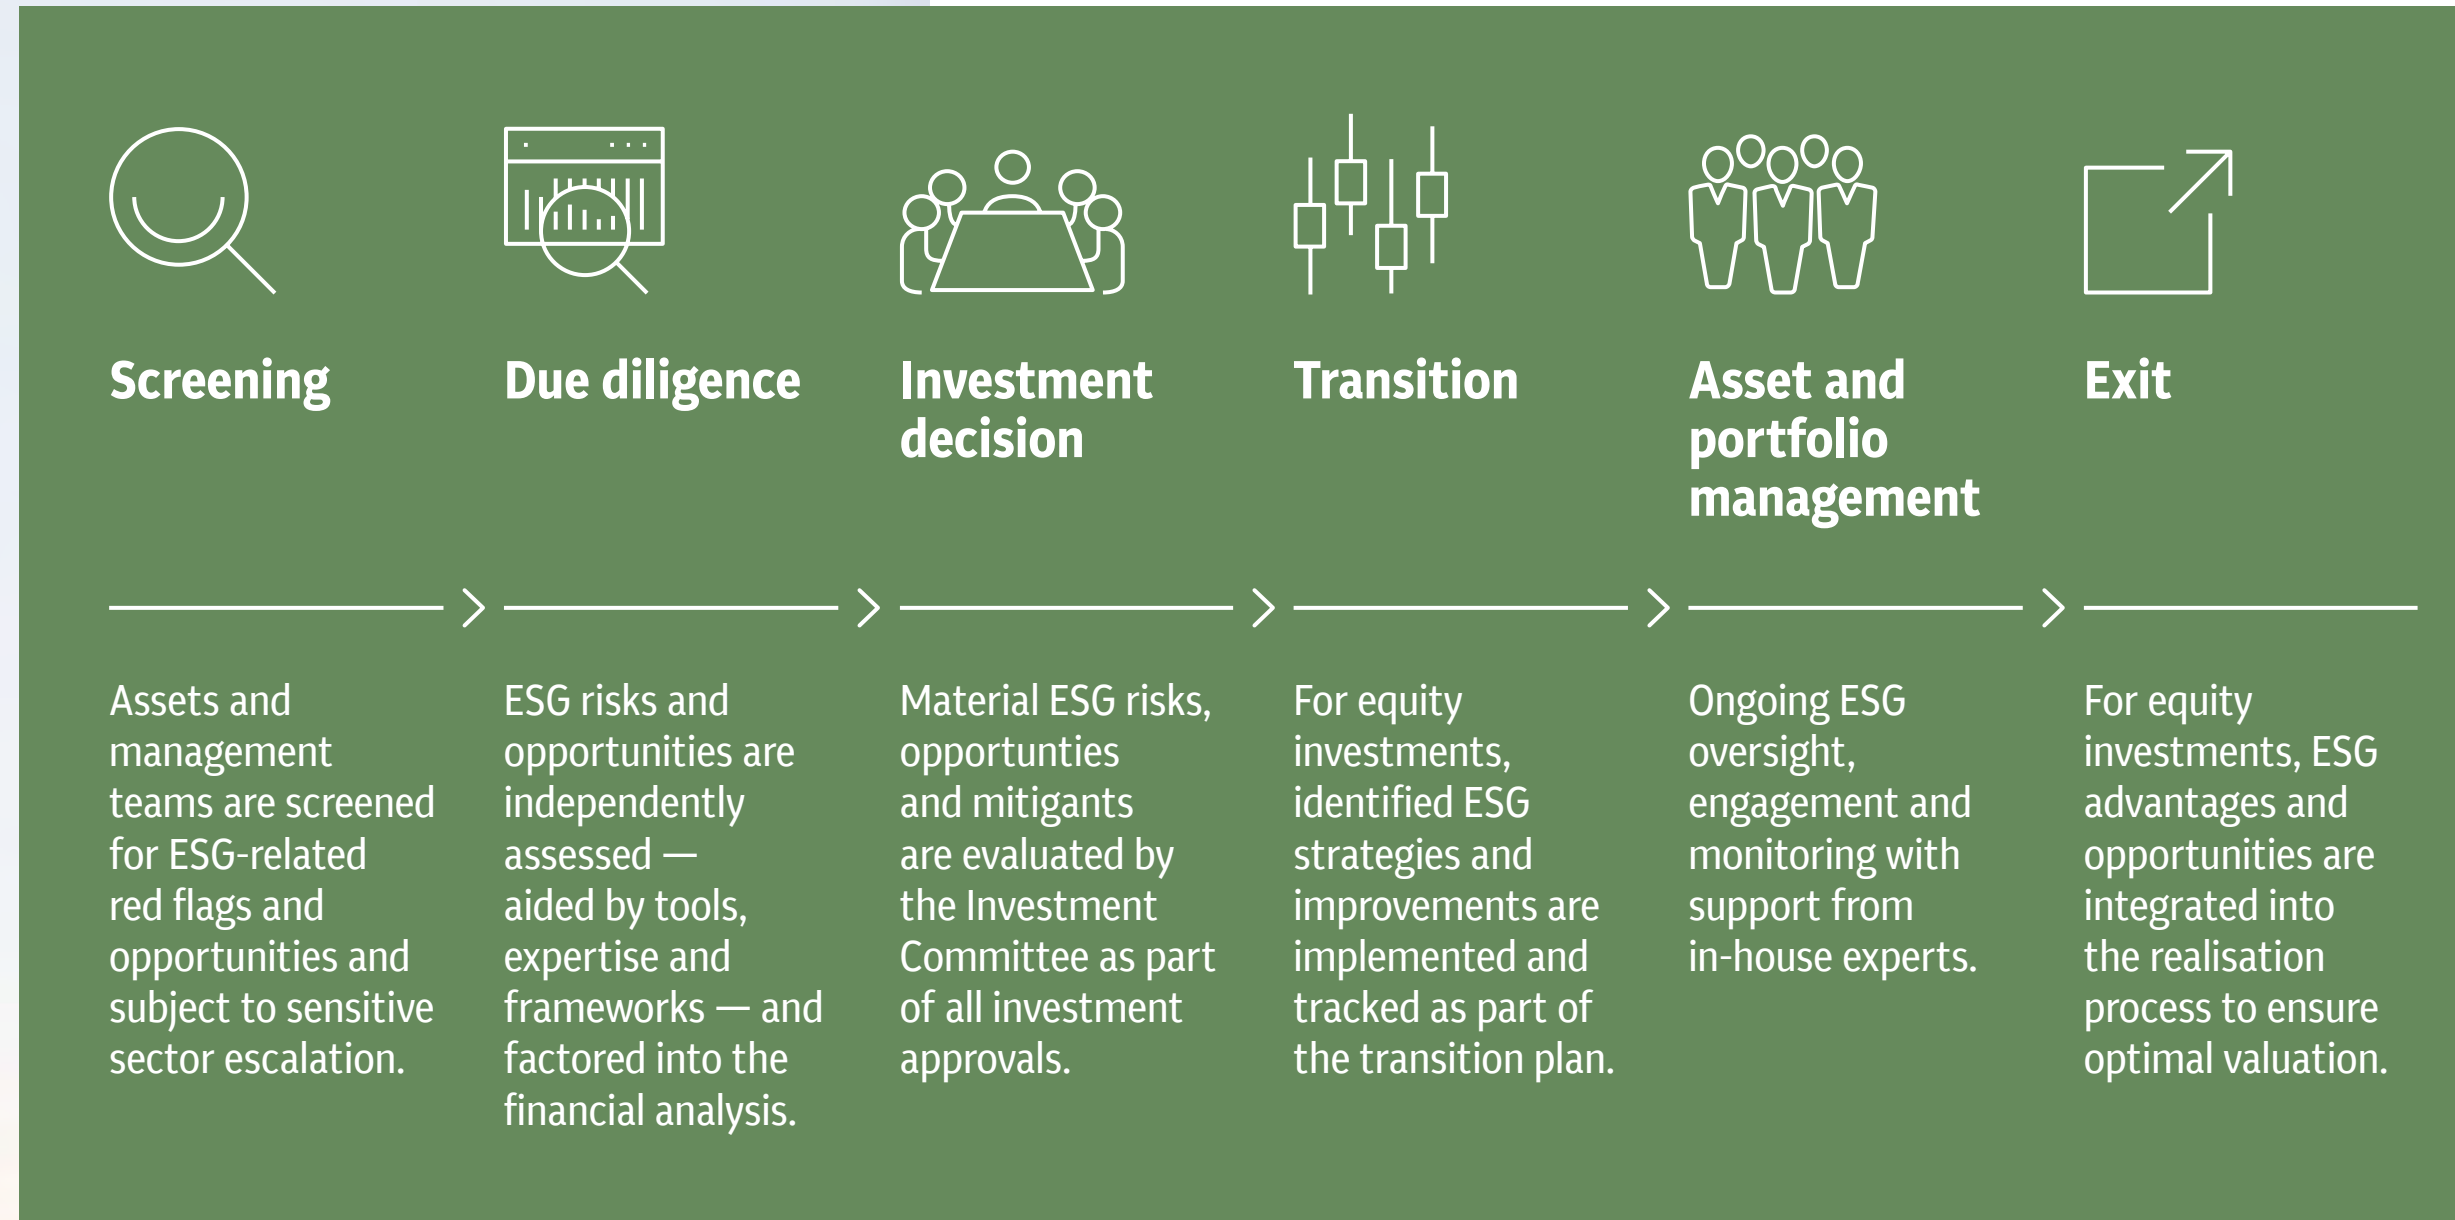 Screening
Assets and
management
teams are screened
for ESG-related
red flags and
opportunities and
subject to sensitive
sector escalation.
Due diligence
ESG risks and
opportunities are
independently
assessed —
aided by tools,
expertise and
frameworks — and
factored into the
financial analysis.
Investment
decision
Material ESG risks,
opportunties
and mitigants
are evaluated by
the Investment
Committee as part
of all investment
approvals.
Transition
For equity
investments,
identified ESG
strategies and
improvements are
implemented and
tracked as part of
the transition plan.
Asset and
portfolio
management
Ongoing ESG
oversight,
engagement and
monitoring with
support from
in-house experts.
Exit
For equity
investments, ESG
advantages and
opportunities are
integrated into
the realisation
process to ensure
optimal valuation.